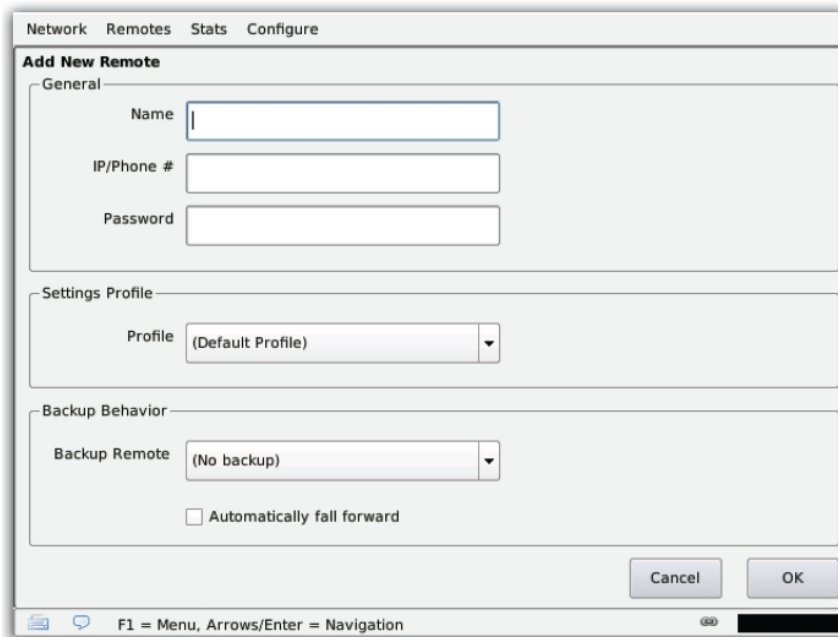 Network Remotes Stats Configure
Add New Remote
General
Name
IP/Phone #
Password
Settings Profile
Profile (Default Profile)
Backup Behavior
Backup Remote (No backup)
Automatically fall forward
Cancel OK
F1 = Menu, Arrows/Enter = Navigation